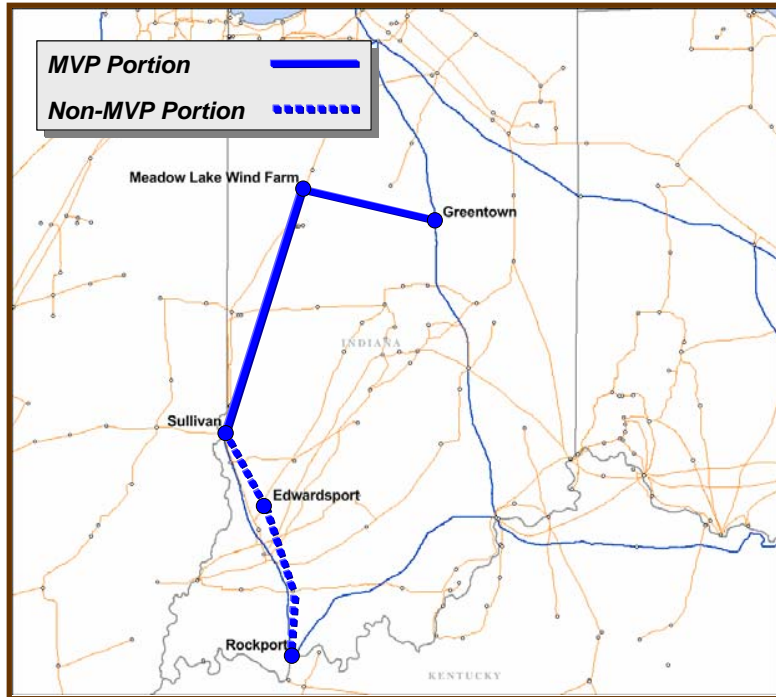 MVP Portion
Non-MVP Portion
Meadow Lake Wind Farm
Greentown
INDIANA
Sullivan
Edwardsport
Rockport
KENTUCKY